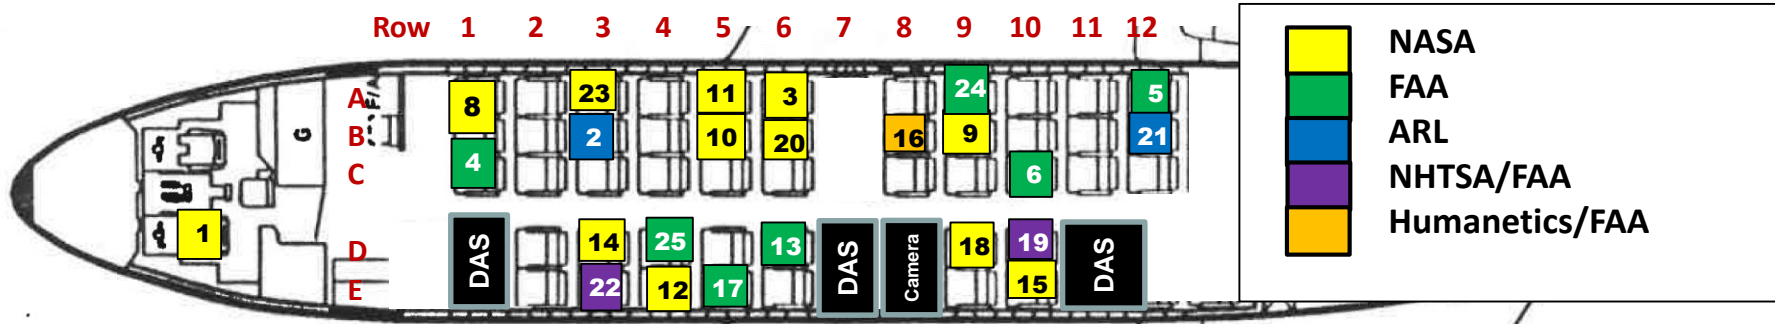 Row 1 2 3 4 5 6 7 8 9 10 11 12
A 8 23 11 3 24 5
B 2 10 20 16 9 21
C 4 6
D 14 25 13 18 19
E 22 12 17 15
1
G
F/A
DAS
DAS
Camera
DAS
NASA
FAA
ARL
NHTSA/FAA
Humanetics/FAA